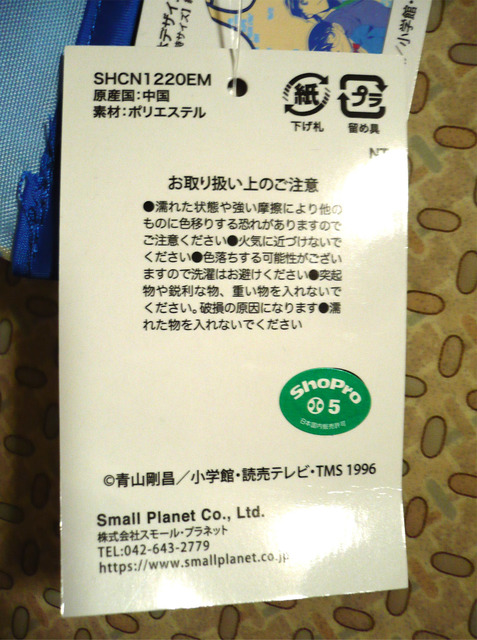 デザイン
／小学館・
SHCN1220EM
原産国：中国
素材：ポリエステル
紙
下げ札
プラ
留め具
お取り扱い上のご注意
●濡れた状態や強い摩擦により他の
ものに色移りする恐れがありますので
ご注意ください●火気に近づけないで
ください●色落ちする可能性がござい
ますので洗濯はお避けください●突起
物や鋭利な物、重い物を入れないで
ください。破損の原因になります●濡
れた物を入れないでください
ShoPro
小 5
日本国内販売許可
©青山剛昌／小学館・読売テレビ・TMS 1996
Small Planet Co., Ltd.
株式会社スモール・プラネット
TEL:042-643-2779
https://www.smallplanet.co.jp